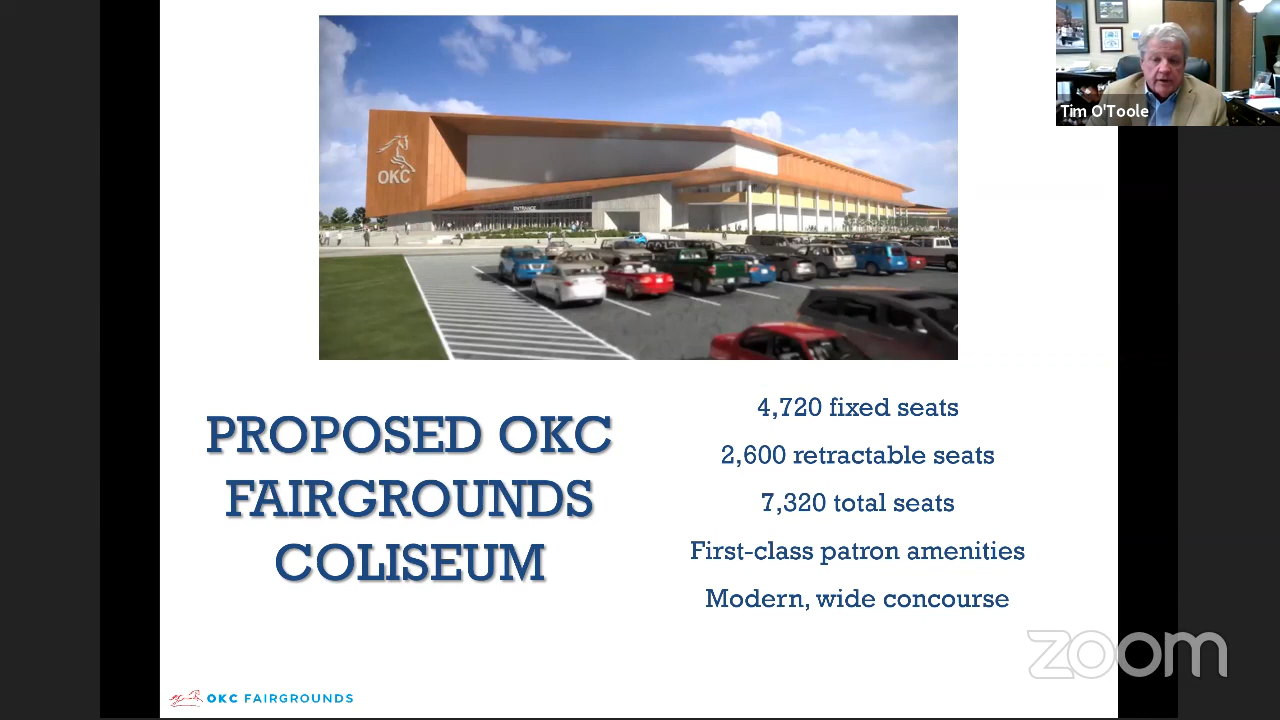 Tim O'Toole
OKC
ENTRANCE
PROPOSED OKC
FAIRGROUNDS
COLISEUM
4,720 fixed seats
2,600 retractable seats
7,320 total seats
First-class patron amenities
Modern, wide concourse
zoom
OKC FAIRGROUNDS